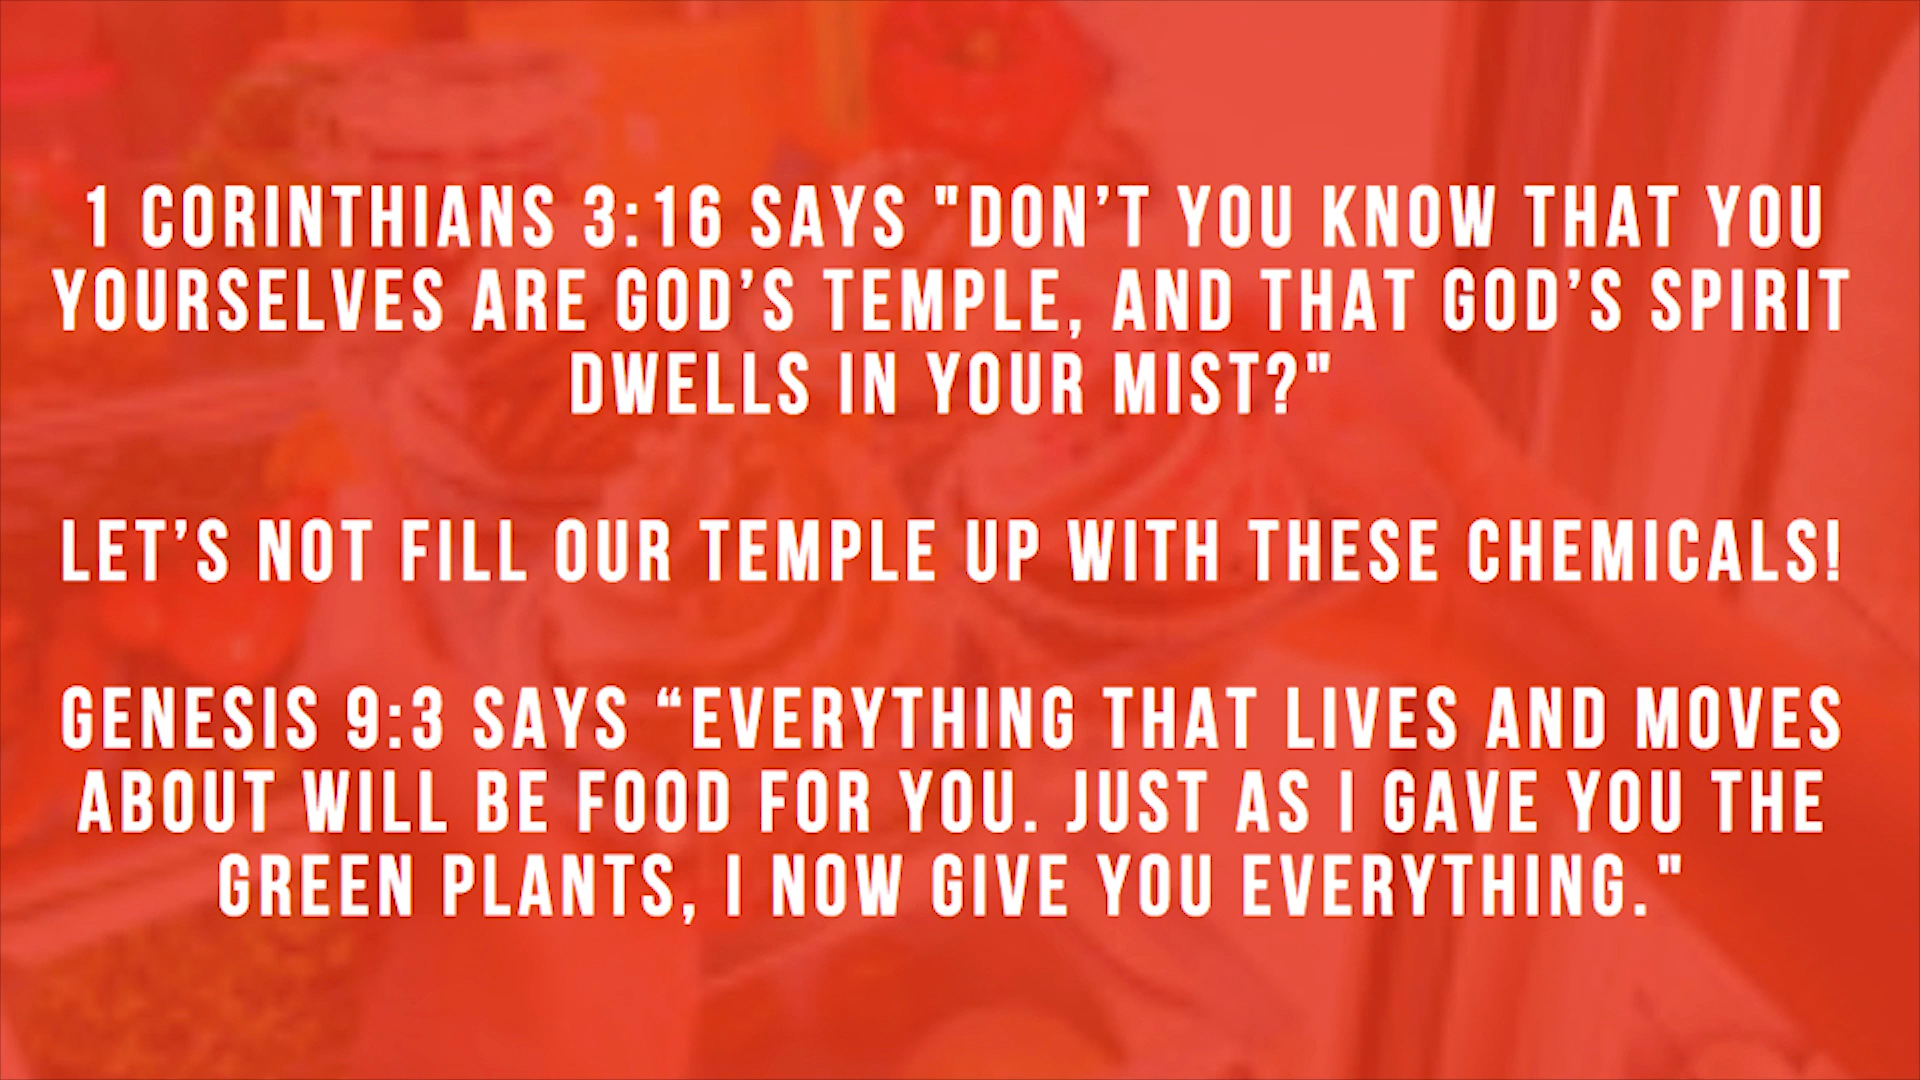 1 CORINTHIANS 3:16 SAYS "DON’T YOU KNOW THAT YOU
YOURSELVES ARE GOD’S TEMPLE, AND THAT GOD’S SPIRIT
DWELLS IN YOUR MIST?"
LET’S NOT FILL OUR TEMPLE UP WITH THESE CHEMICALS!
GENESIS 9:3 SAYS “EVERYTHING THAT LIVES AND MOVES
ABOUT WILL BE FOOD FOR YOU. JUST AS I GAVE YOU THE
GREEN PLANTS, I NOW GIVE YOU EVERYTHING."